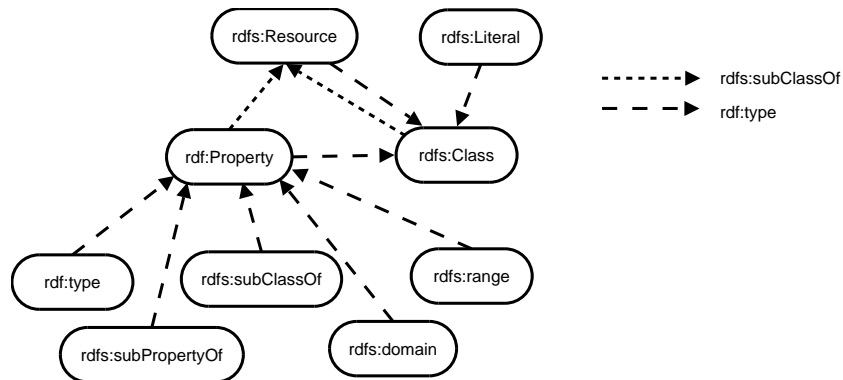 rdfs:Resource
rdfs:Literal
rdfs:subClassOf
rdf:type
rdf:Property
rdfs:Class
rdf:type
rdfs:subClassOf
rdfs:range
rdfs:subPropertyOf
rdfs:domain